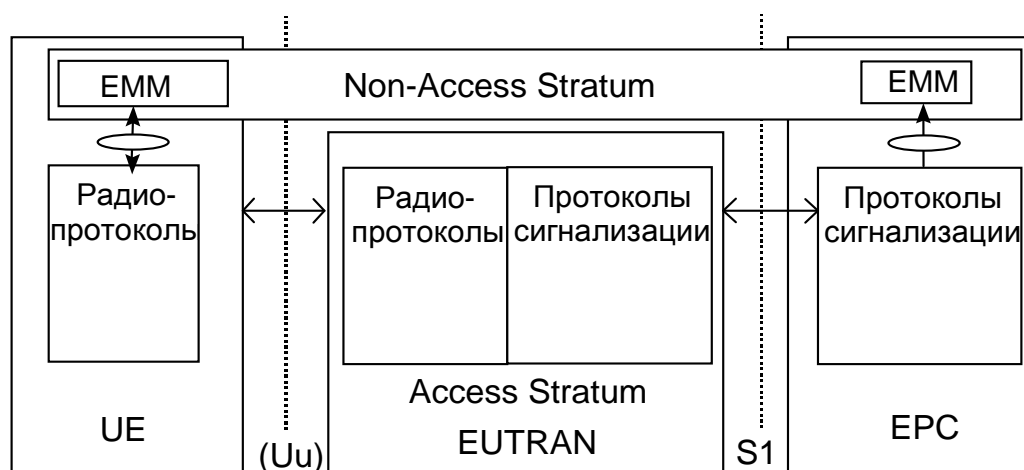 EMM
Non-Access Stratum
EMM
Радио-
протоколь
Радио-
протоколы
Протоколы
сигнализации
Протоколы
сигнализации
Access Stratum
UE
(Uu)
EUTRAN
S1
EPC